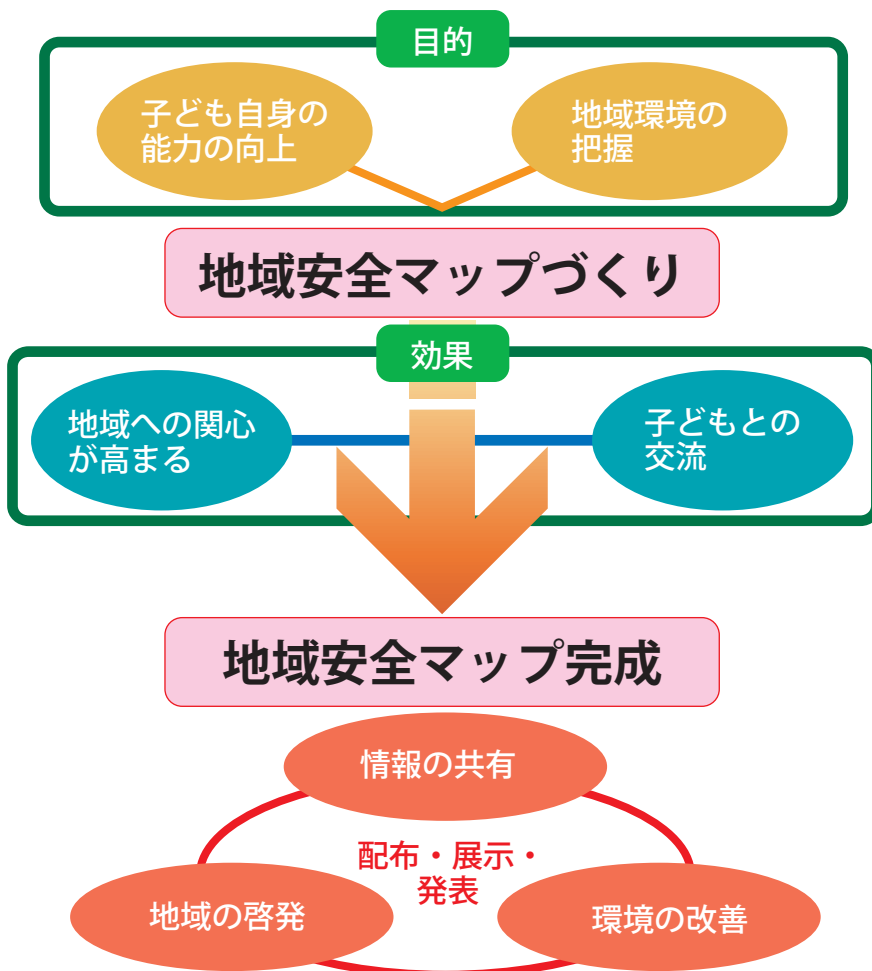 目的
子ども自身の
能力の向上
地域環境の
把握
地域安全マップづくり
効果
地域への関心
が高まる
子どもとの
交流
地域安全マップ完成
情報の共有
配布・展示・
発表
地域の啓発
環境の改善